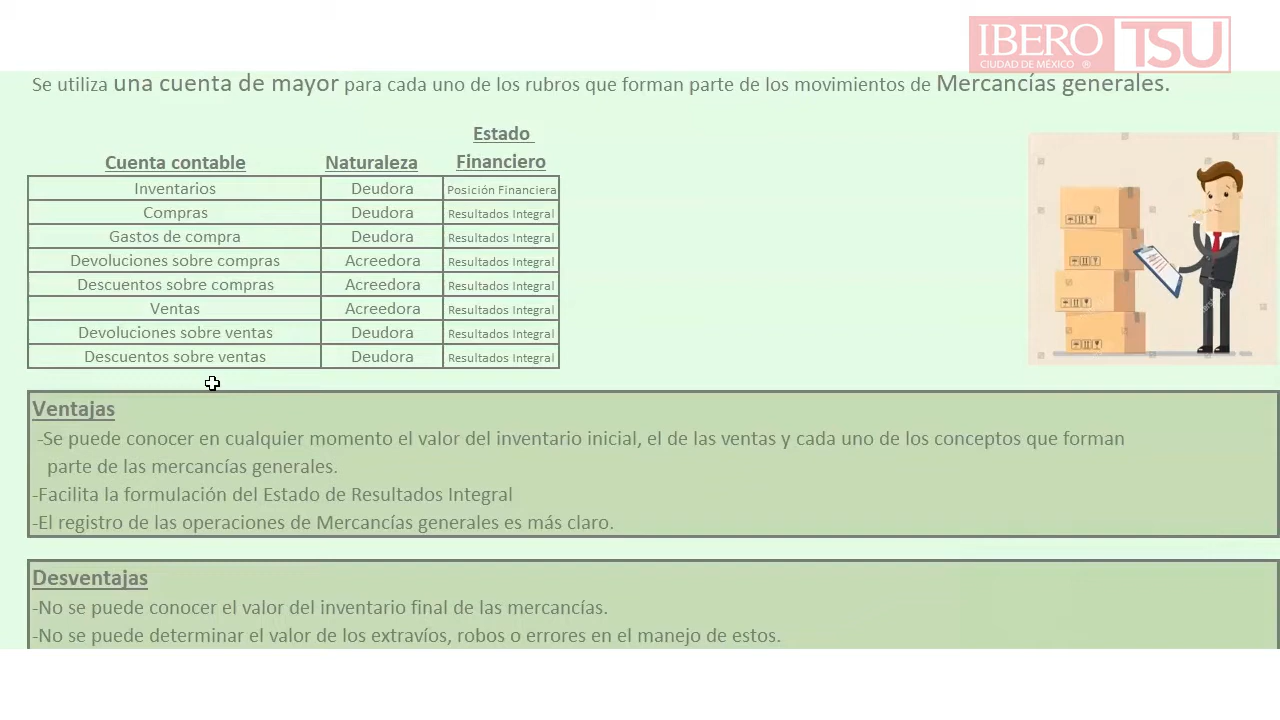 IBERO TSU
CIUDAD DE MÉXICO ®
Se utiliza una cuenta de mayor para cada uno de los rubros que forman parte de los movimientos de Mercancías generales.
Estado
Cuenta contable Naturaleza Financiero
Inventarios Deudora Posición Financiera
Compras Deudora Resultados Integral
Gastos de compra Deudora Resultados Integral
Devoluciones sobre compras Acreedora Resultados Integral
Descuentos sobre compras Acreedora Resultados Integral
Ventas Acreedora Resultados Integral
Devoluciones sobre ventas Deudora Resultados Integral
Descuentos sobre ventas Deudora Resultados Integral
Ventajas
-Se puede conocer en cualquier momento el valor del inventario inicial, el de las ventas y cada uno de los conceptos que forman
parte de las mercancías generales.
-Facilita la formulación del Estado de Resultados Integral
-El registro de las operaciones de Mercancías generales es más claro.
Desventajas
-No se puede conocer el valor del inventario final de las mercancías.
-No se puede determinar el valor de los extravíos, robos o errores en el manejo de estos.